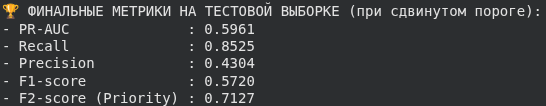 🏆 ФИНАЛЬНЫЕ МЕТРИКИ НА ТЕСТОВОЙ ВЫБОРКЕ (при сдвинутом пороге):
- PR-AUC : 0.5961
- Recall : 0.8525
- Precision : 0.4304
- F1-score : 0.5720
- F2-score (Priority) : 0.7127